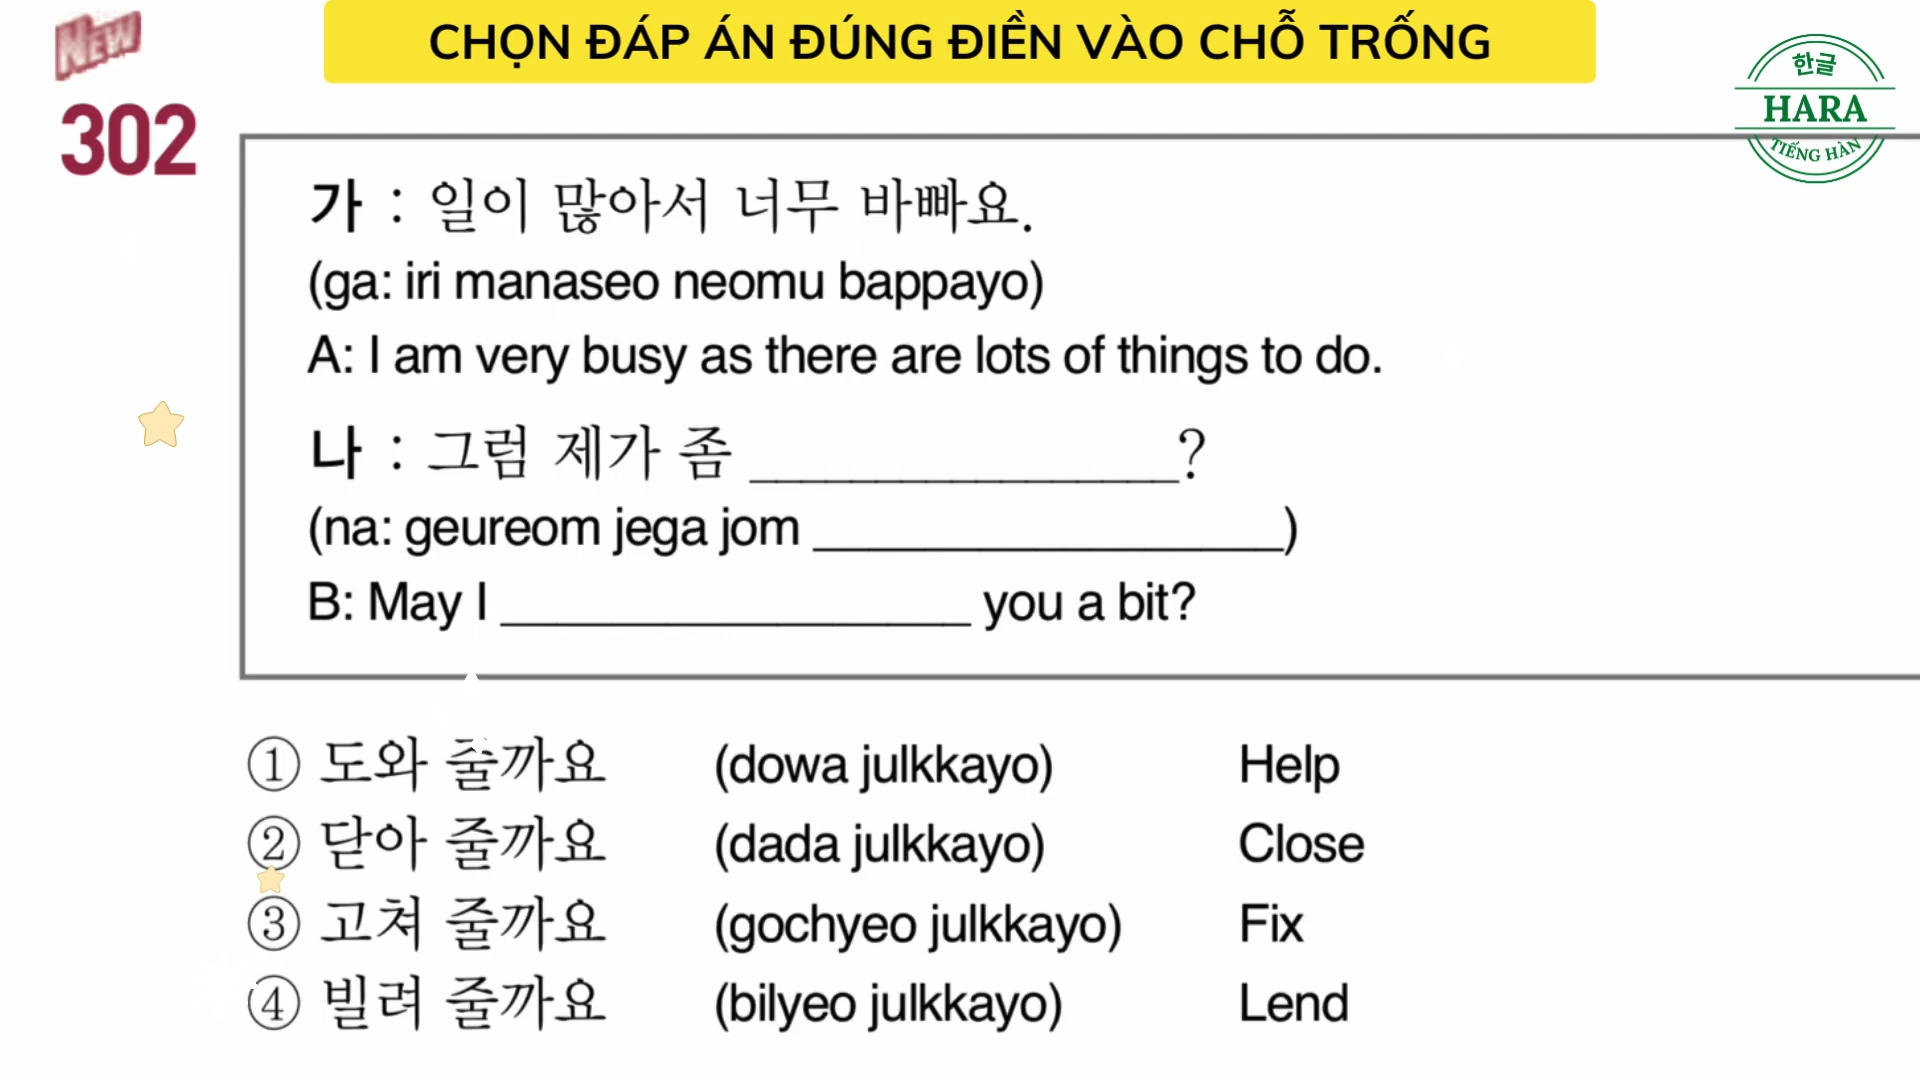 NEW
CHỌN ĐÁP ÁN ĐÚNG ĐIỀN VÀO CHỖ TRỐNG
한글
HARA
TIẾNG HÀN
302
가 : 일이 많아서 너무 바빠요.
(ga: iri manaseo neomu bappayo)
A: I am very busy as there are lots of things to do.
나 : 그럼 제가 좀 ________________?
(na: geureom jega jom ________________)
B: May I ________________ you a bit?
① 도와 줄까요 (dowa julkkayo) Help
② 닫아 줄까요 (dada julkkayo) Close
③ 고쳐 줄까요 (gochyeo julkkayo) Fix
④ 빌려 줄까요 (bilyeo julkkayo) Lend